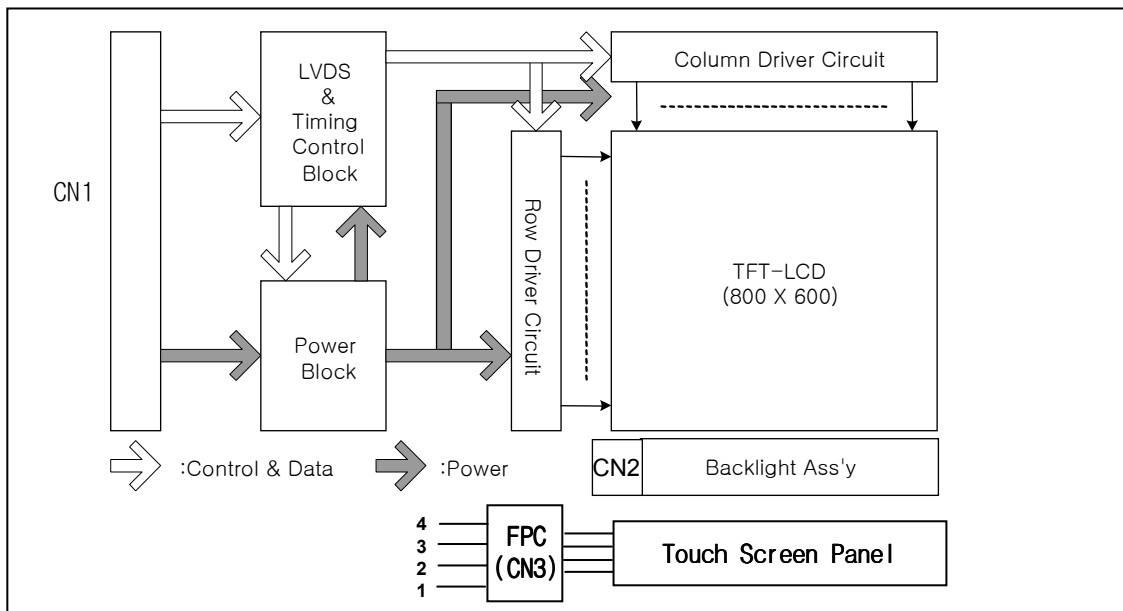 CN1
LVDS
&
Timing
Control
Block
Power
Block
Column Driver Circuit
Row Driver Circuit
TFT-LCD
(800 X 600)
:Control & Data
:Power
CN2
Backlight Ass'y
4
3
2
1
FPC
(CN3)
Touch Screen Panel